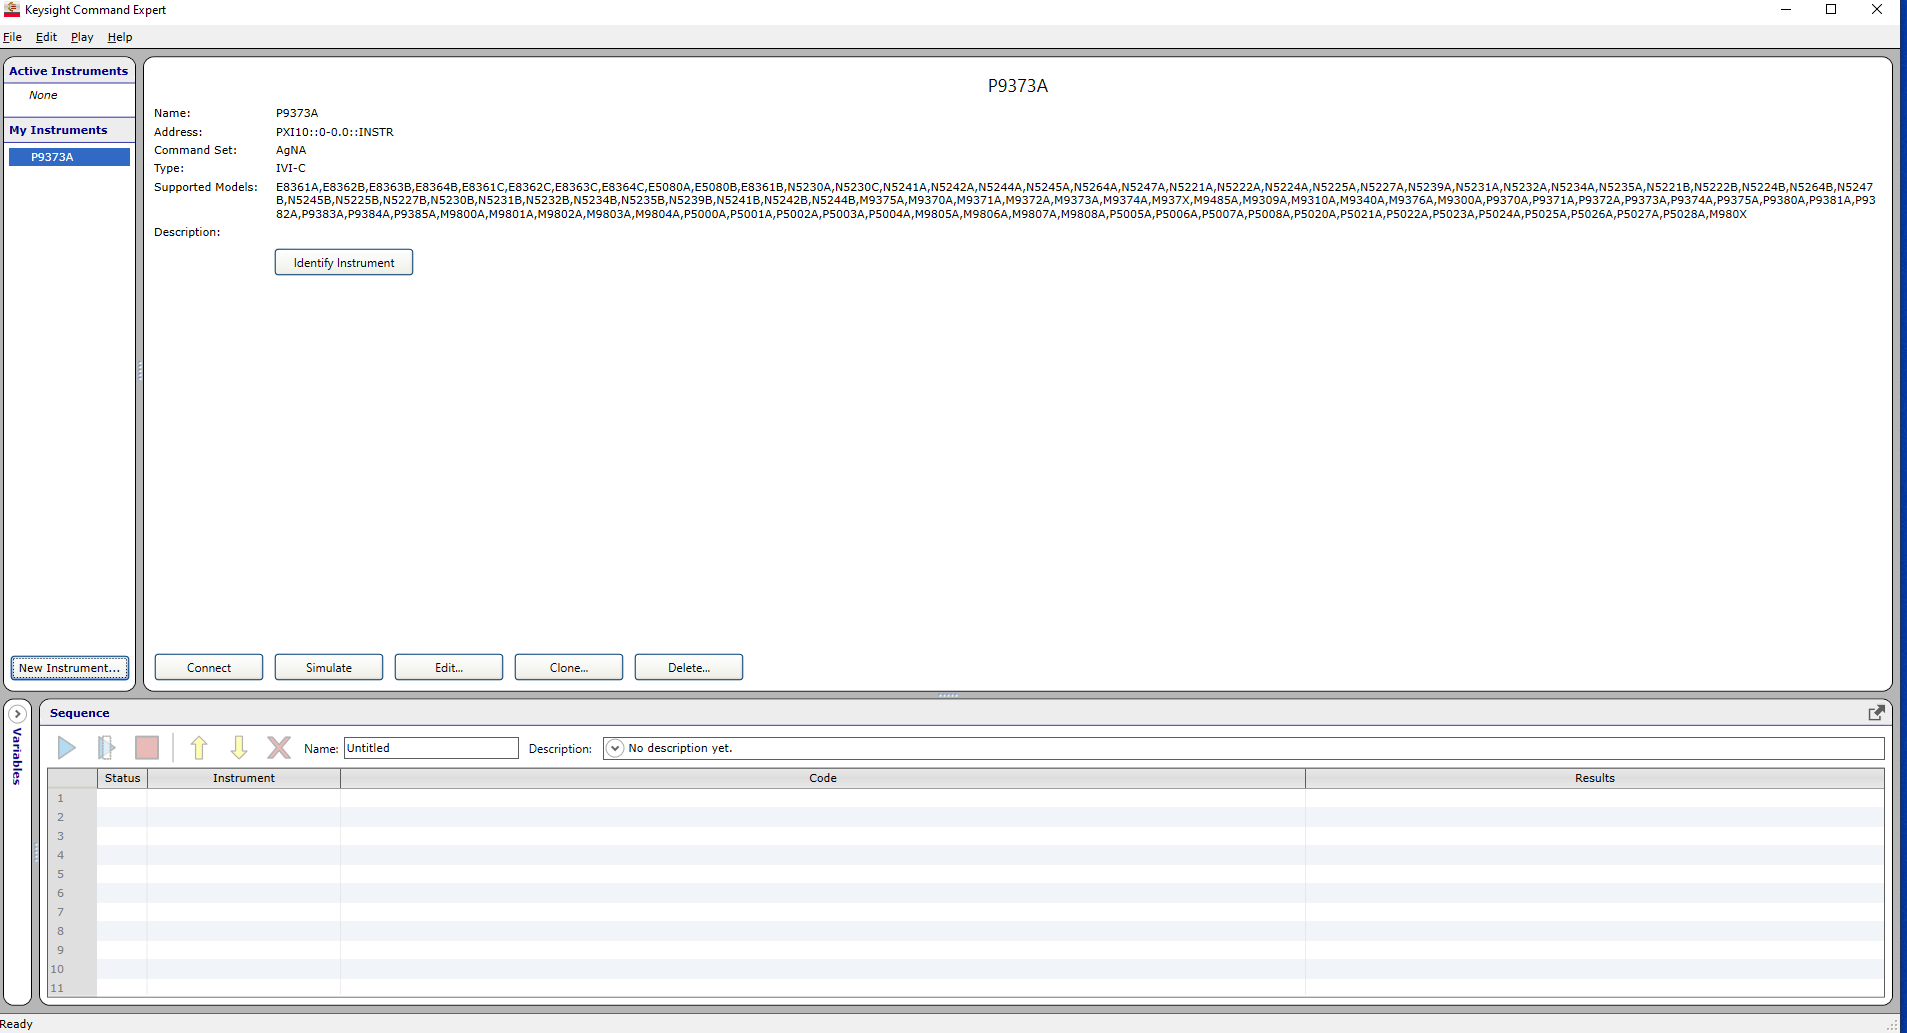 Keysight Command Expert
File Edit Play Help
Active Instruments
None
My Instruments
P9373A
New Instrument...
P9373A
Name: P9373A
Address: PXI10::0-0.0::INSTR
Command Set: AgNA
Type: IVI-C
Supported Models: E8361A,E8362B,E8363B,E8364B,E8361C,E8362C,E8363C,E8364C,E5080A,E5080B,E8361B,N5230A,N5230C,N5241A,N5242A,N5244A,N5245A,N5264A,N5247A,N5221A,N5222A,N5224A,N5225A,N5227A,N5239A,N5231A,N5232A,N5234A,N5235A,N5221B,N5222B,N5224B,N5264B,N5247
B,N5245B,N5225B,N5227B,N5230B,N5231B,N5232B,N5234B,N5235B,N5239B,N5241B,N5242B,N5244B,M9375A,M9370A,M9371A,M9372A,M9373A,M9374A,M937X,M9485A,M9309A,M9310A,M9340A,M9376A,M9300A,P9370A,P9371A,P9372A,P9373A,P9374A,P9375A,P9380A,P9381A,P93
82A,P9383A,P9384A,P9385A,M9800A,M9801A,M9802A,M9803A,M9804A,P5000A,P5001A,P5002A,P5003A,P5004A,M9805A,M9806A,M9807A,M9808A,P5005A,P5006A,P5007A,P5008A,P5020A,P5021A,P5022A,P5023A,P5024A,P5025A,P5026A,P5027A,P5028A,M980X
Description:
Identify Instrument
Connect Simulate Edit... Clone... Delete...
Variables
Sequence
Name: Untitled Description: No description yet.
Status Instrument Code Results
1
2
3
4
5
6
7
8
9
10
11
Ready